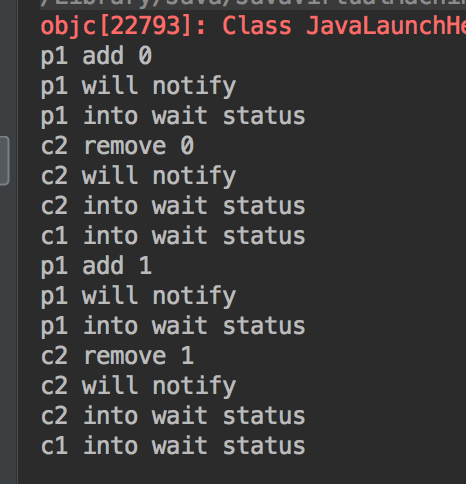 objc[22793]: Class JavaLaunchHe
p1 add 0
p1 will notify
p1 into wait status
c2 remove 0
c2 will notify
c2 into wait status
c1 into wait status
p1 add 1
p1 will notify
p1 into wait status
c2 remove 1
c2 will notify
c2 into wait status
c1 into wait status